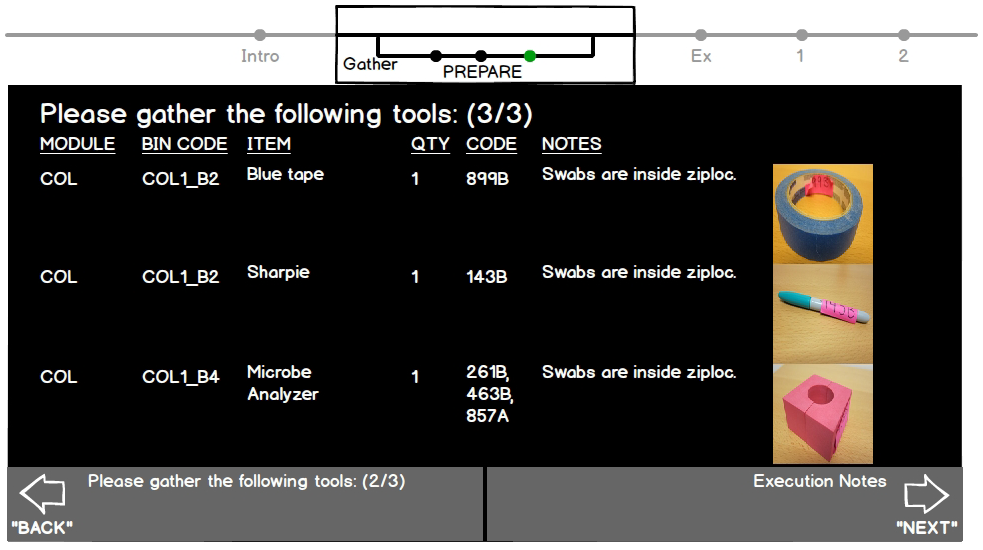 Intro
Gather
PREPARE
Ex
1
2
Please gather the following tools: (3/3)
MODULE BIN CODE ITEM QTY CODE NOTES
COL COL1_B2 Blue tape 1 899B Swabs are inside ziploc.
COL COL1_B2 Sharpie 1 143B Swabs are inside ziploc.
143B
COL COL1_B4 Microbe 1 261B, Swabs are inside ziploc.
Analyzer 463B,
857A
Please gather the following tools: (2/3)
"BACK"
Execution Notes
"NEXT"